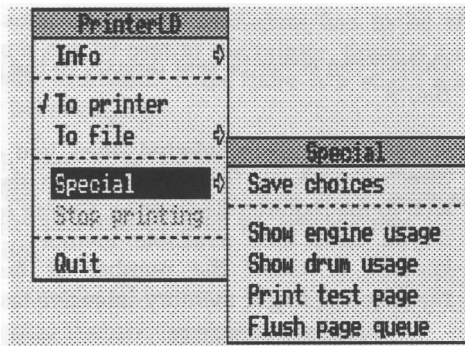 PrinterLD
Info
√ To printer
To file
Special
Stop printing
Quit
Special
Save choices
Show engine usage
Show drum usage
Print test page
Flush page queue